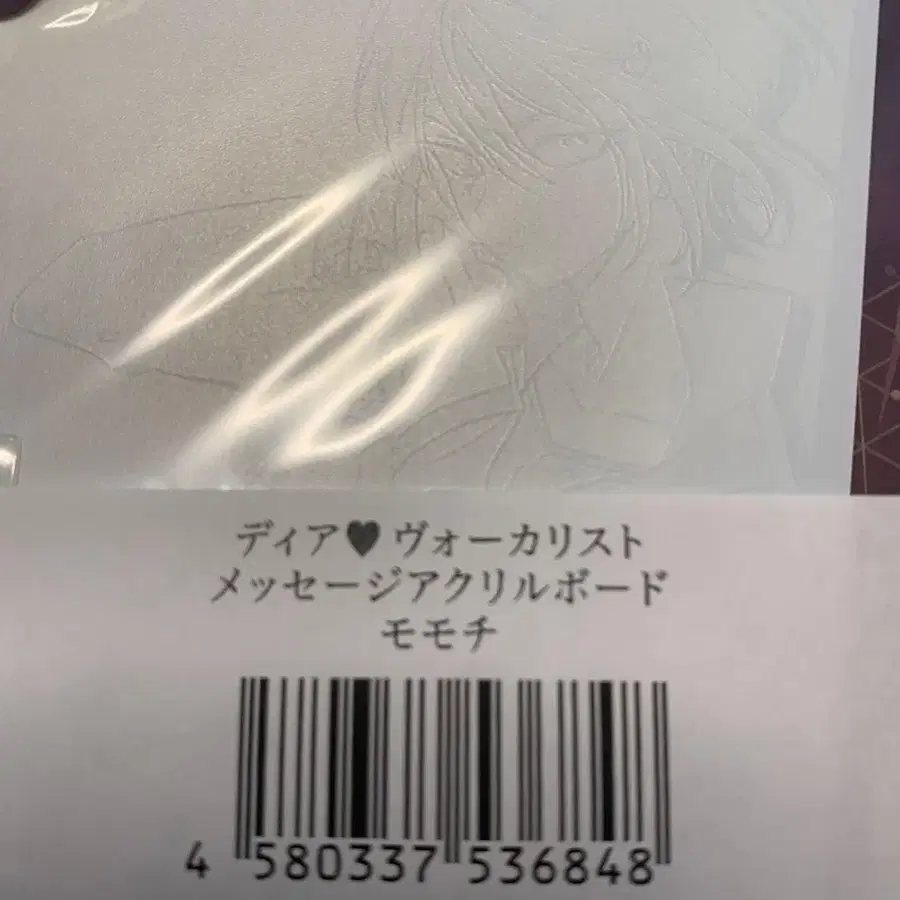 ディア♥ ヴォーカリスト
メッセージアクリルボード
モモチ
4 580337 536848